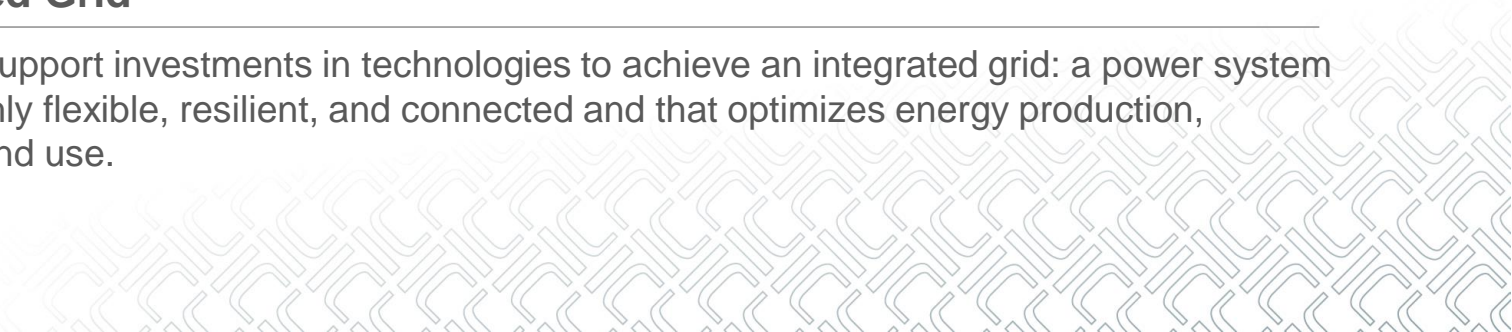 ed Grid
upport investments in technologies to achieve an integrated grid: a power system
ly flexible, resilient, and connected and that optimizes energy production,
nd use.